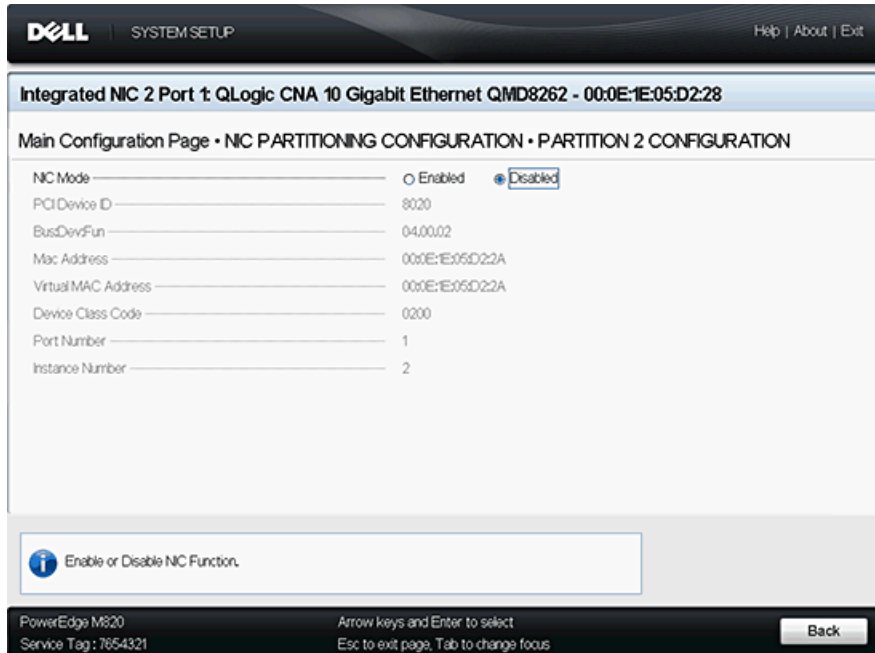 DELL SYSTEM SETUP Help | About | Exit
Integrated NIC 2 Port 1: QLogic CNA 10 Gigabit Ethernet QMD8262 - 00:0E:1E:05:D2:28
Main Configuration Page • NIC PARTITIONING CONFIGURATION • PARTITION 2 CONFIGURATION
NIC Mode Enabled Disabled
PCI Device ID 8020
Bus:Dev:Fun 04,00,02
Mac Address 00:0E:1E:05:D2:2A
Virtual MAC Address 00:0E:1E:05:D2:2A
Device Class Code 0200
Port Number 1
Instance Number 2
Enable or Disable NIC Function.
PowerEdge M820 Arrow keys and Enter to select
Service Tag : 7654321 Esc to exit page, Tab to change focus
Back